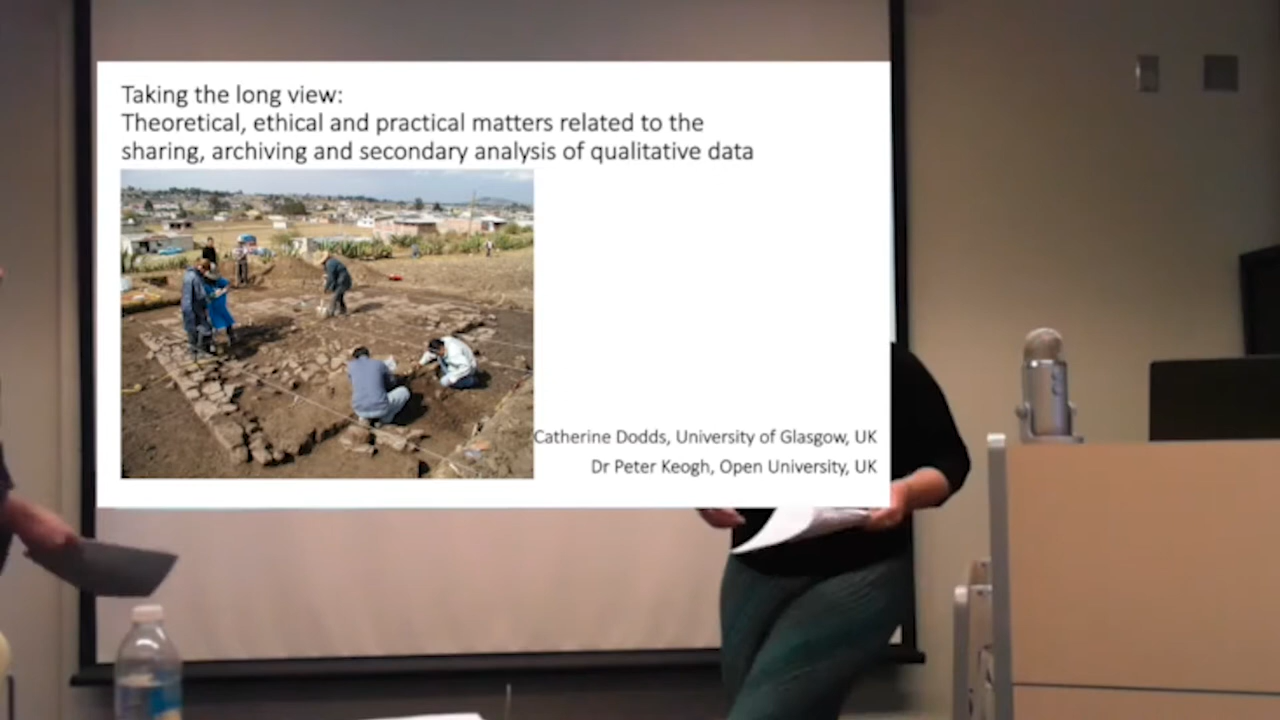 Taking the long view:
Theoretical, ethical and practical matters related to the
sharing, archiving and secondary analysis of qualitative data
Catherine Dodds, University of Glasgow, UK
Dr Peter Keogh, Open University, UK